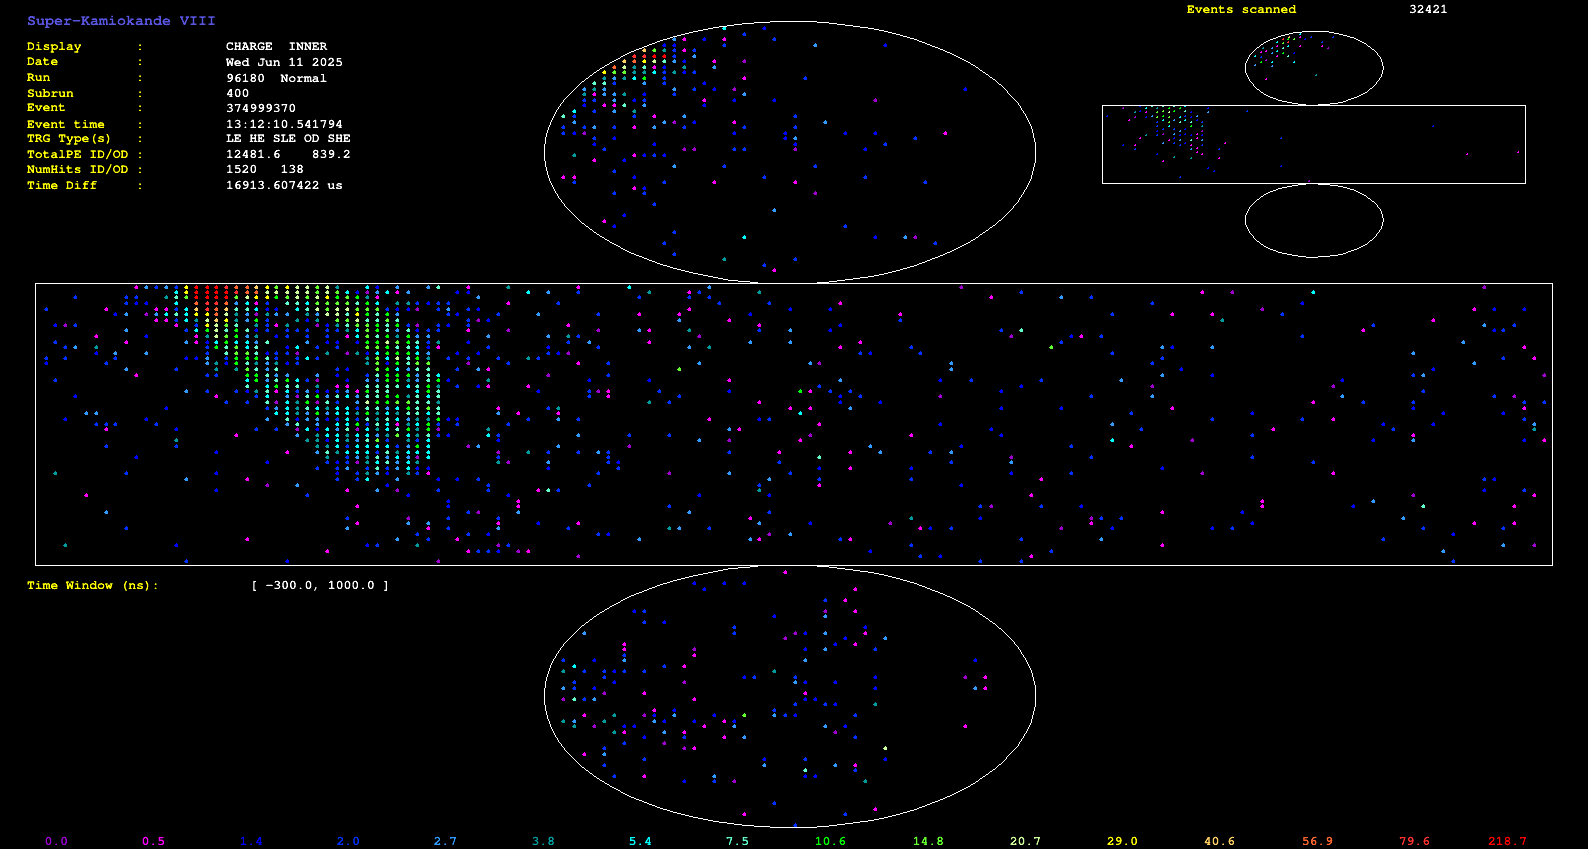 Super-Kamiokande VIII
Events scanned 32421
Display : CHARGE INNER
Date : Wed Jun 11 2025
Run : 96180 Normal
Subrun : 400
Event : 374999370
Event time : 13:12:10.541794
TRG Type(s) : LE HE SLE OD SHE
TotalPE ID/OD : 12481.6 839.2
NumHits ID/OD : 1520 138
Time Diff : 16913.607422 us
Time Window (ns): [ -300.0, 1000.0 ]
0.0 0.5 1.4 2.0 2.7 3.8 5.4 7.5 10.6 14.8 20.7 29.0 40.6 56.9 79.6 218.7